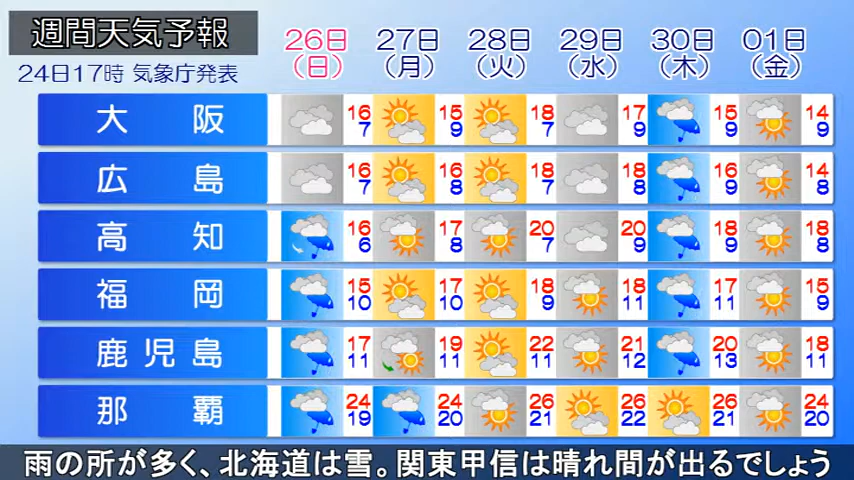 週間天気予報
24日17時 気象庁発表
26日 27日 28日 29日 30日 01日
(日) (月) (火) (水) (木) (金)
大阪 16 7 15 9 18 7 17 9 15 9 14 9
広島 16 7 16 8 18 7 18 8 16 9 14 8
高知 16 6 17 8 20 7 20 9 18 9 18 8
福岡 15 10 17 10 18 9 18 11 17 11 15 9
鹿児島 17 11 19 11 22 11 21 12 20 13 18 11
那覇 24 19 24 20 26 21 26 22 26 21 24 20
雨の所が多く、北海道は雪。関東甲信は晴れ間が出るでしょう